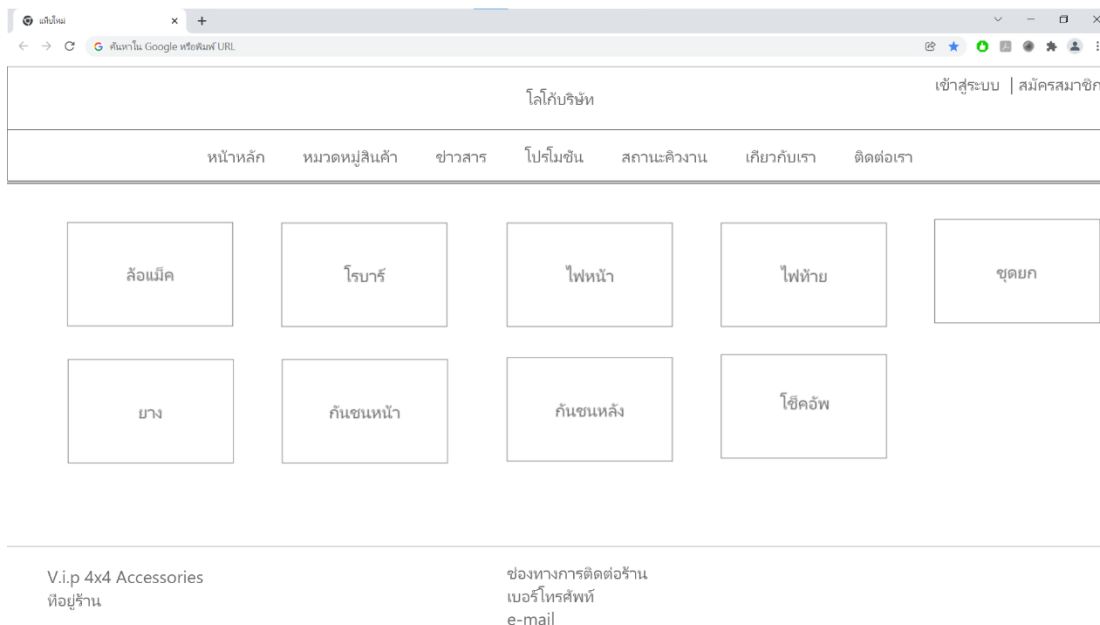 แท็บใหม่
ค้นหาใน Google หรือพิมพ์ URL
เข้าสู่ระบบ | สมัครสมาชิก
โลโก้บริษัท
หน้าหลัก หมวดหมู่สินค้า ข่าวสาร โปรโมชัน สถานะคิวงาน เกี่ยวกับเรา ติดต่อเรา
ล้อแม็ค โรบาร์ ไฟหน้า ไฟท้าย ชุดยก
ยาง กันชนหน้า กันชนหลัง โช็คอัพ
V.i.p 4x4 Accessories
ที่อยู่ร้าน
ช่องทางการติดต่อร้าน
เบอร์โทรศัพท์
e-mail